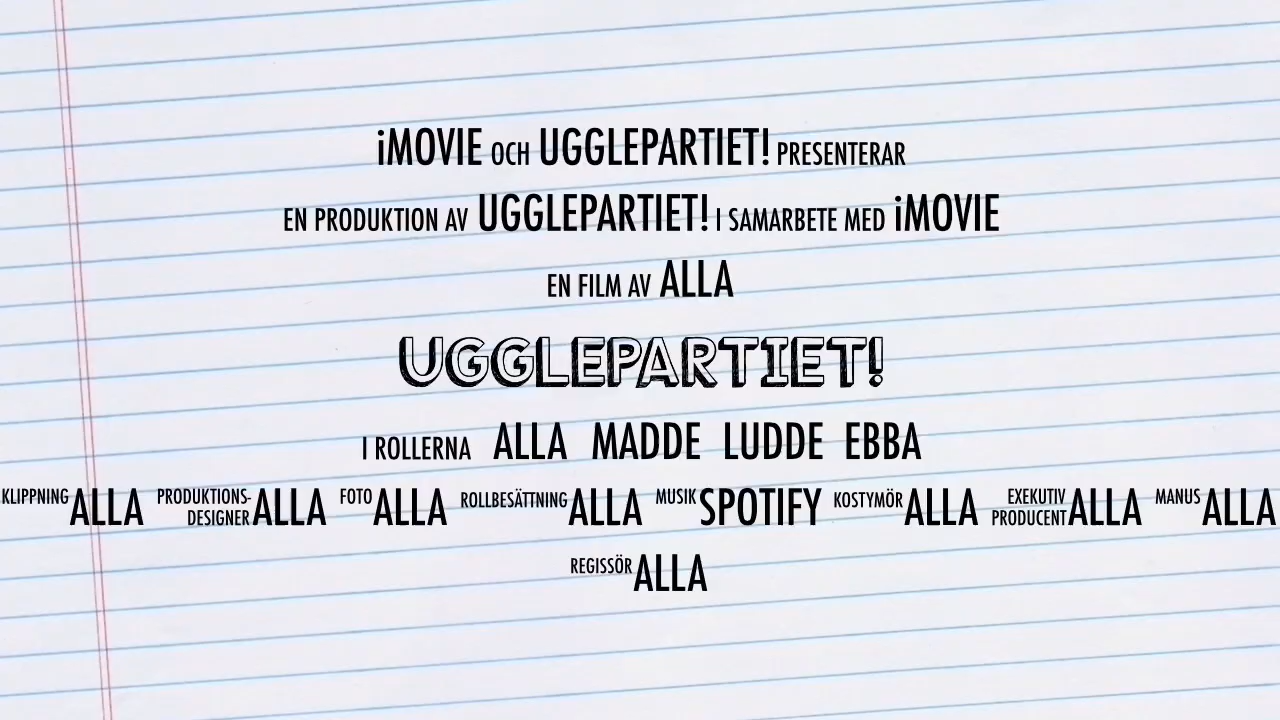 iMOVIE OCH UGGLEPARTIET! PRESENTERAR
EN PRODUKTION AV UGGLEPARTIET! I SAMARBETE MED iMOVIE
EN FILM AV ALLA
UGGLEPARTIET!
I ROLLERNA ALLA MADDE LUDDE EBBA
KLIPPNING ALLA PRODUKTIONS-DESIGNER ALLA FOTO ALLA ROLLBESÄTTNING ALLA MUSIK SPOTIFY KOSTYMÖR ALLA EXEKUTIV PRODUCENT ALLA MANUS ALLA
REGISSÖR ALLA